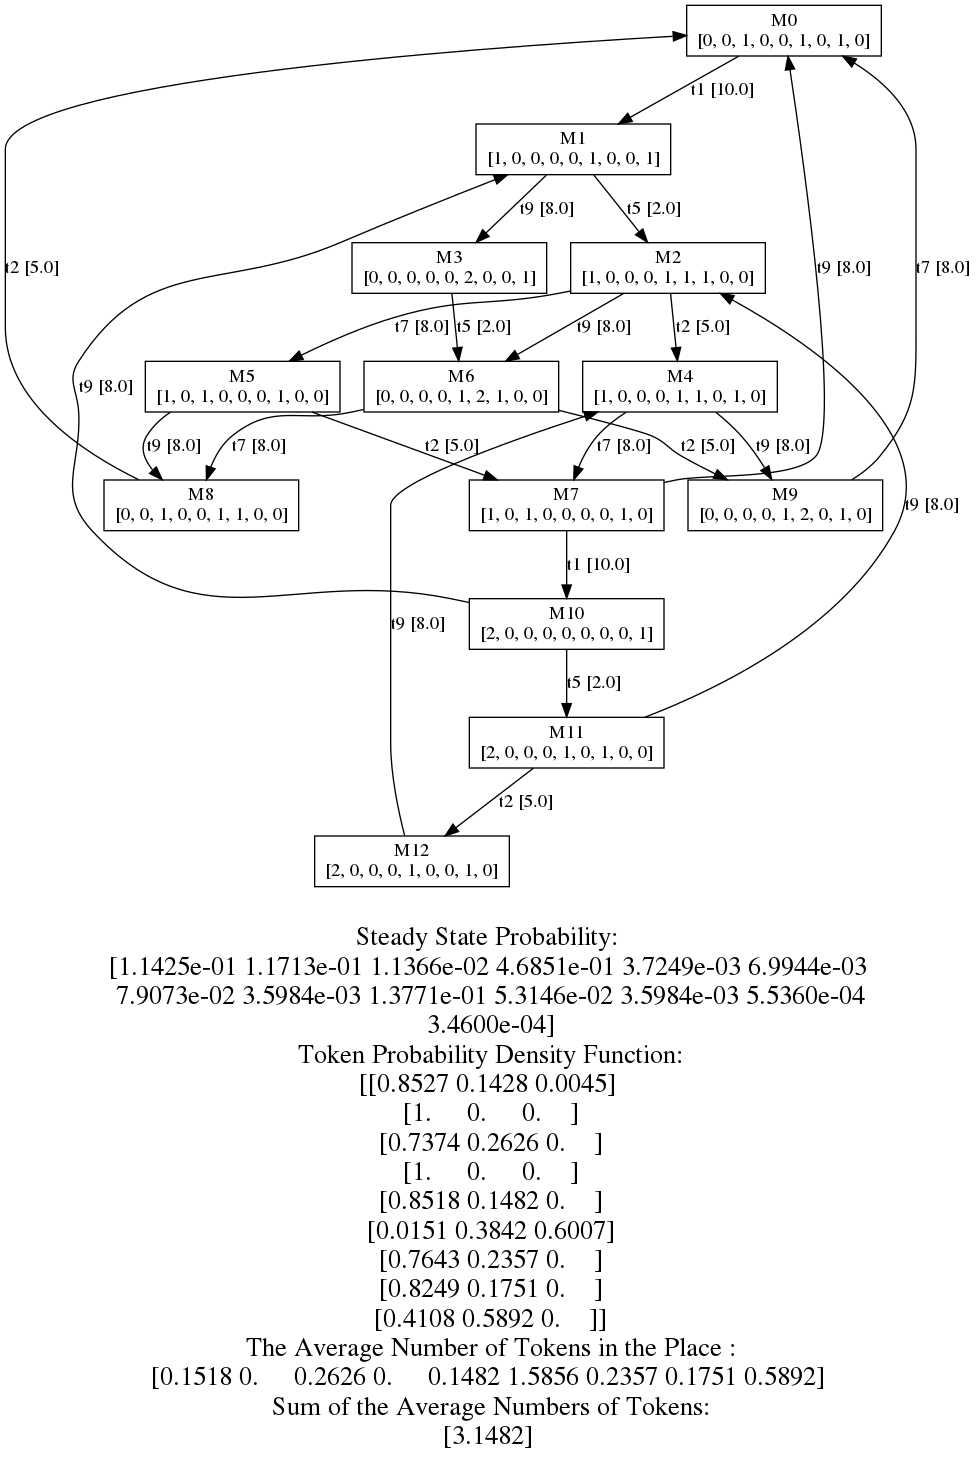 M0
[0, 0, 1, 0, 0, 1, 0, 1, 0]
t1 [10.0]
M1
[1, 0, 0, 0, 0, 1, 0, 0, 1]
t9 [8.0]
t5 [2.0]
t2 [5.0]
M3
[0, 0, 0, 0, 0, 2, 0, 0, 1]
M2
[1, 0, 0, 0, 1, 1, 1, 0, 0]
t9 [8.0]
t7 [8.0]
t7 [8.0]
t5 [2.0]
t9 [8.0]
t2 [5.0]
t9 [8.0]
M5
[1, 0, 1, 0, 0, 0, 1, 0, 0]
M6
[0, 0, 0, 0, 1, 2, 1, 0, 0]
M4
[1, 0, 0, 0, 1, 1, 0, 1, 0]
t9 [8.0]
t7 [8.0]
t2 [5.0]
t7 [8.0]
t2 [5.0]
t9 [8.0]
M8
[0, 0, 1, 0, 0, 1, 1, 0, 0]
M7
[1, 0, 1, 0, 0, 0, 0, 1, 0]
M9
[0, 0, 0, 0, 1, 2, 0, 1, 0]
t9 [8.0]
t1 [10.0]
M10
[2, 0, 0, 0, 0, 0, 0, 0, 1]
t9 [8.0]
t5 [2.0]
M11
[2, 0, 0, 0, 1, 0, 1, 0, 0]
t2 [5.0]
M12
[2, 0, 0, 0, 1, 0, 0, 1, 0]
Steady State Probability:
[1.1425e-01 1.1713e-01 1.1366e-02 4.6851e-01 3.7249e-03 6.9944e-03
7.9073e-02 3.5984e-03 1.3771e-01 5.3146e-02 3.5984e-03 5.5360e-04
3.4600e-04]
Token Probability Density Function:
[[0.8527 0.1428 0.0045]
[1. 0. 0. ]
[0.7374 0.2626 0. ]
[1. 0. 0. ]
[0.8518 0.1482 0. ]
[0.0151 0.3842 0.6007]
[0.7643 0.2357 0. ]
[0.8249 0.1751 0. ]
[0.4108 0.5892 0. ]]
The Average Number of Tokens in the Place :
[0.1518 0. 0.2626 0. 0.1482 1.5856 0.2357 0.1751 0.5892]
Sum of the Average Numbers of Tokens:
[3.1482]